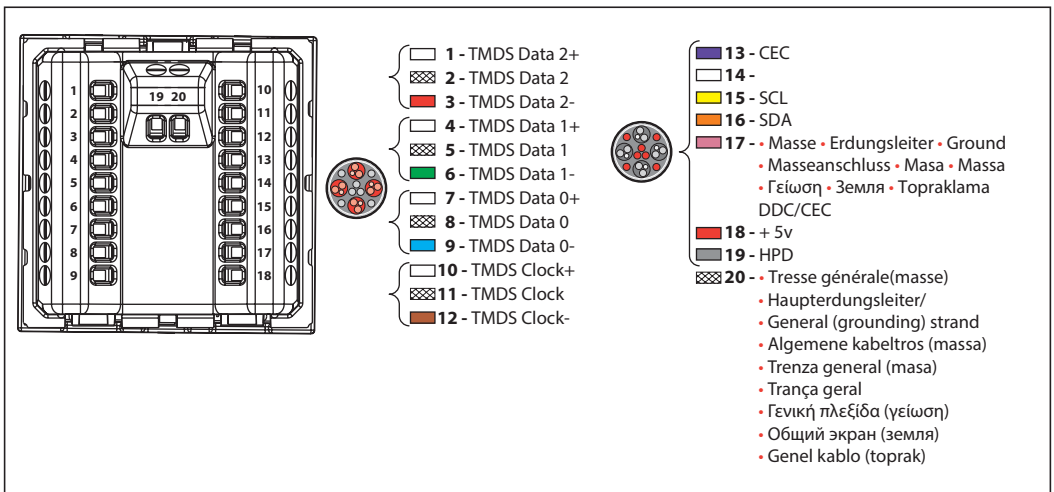 1
2
3
4
5
6
7
8
9
19 20
10
11
12
13
14
15
16
17
18
1 - TMDS Data 2+
2 - TMDS Data 2
3 - TMDS Data 2-
4 - TMDS Data 1+
5 - TMDS Data 1
6 - TMDS Data 1-
7 - TMDS Data 0+
8 - TMDS Data 0
9 - TMDS Data 0-
10 - TMDS Clock+
11 - TMDS Clock
12 - TMDS Clock-
13 - CEC
14 -
15 - SCL
16 - SDA
17 - • Masse • Erdungsleiter • Ground
• Masseanschluss • Masa • Massa
• Γείωση • Земля • Topraklama
DDC/CEC
18 - + 5v
19 - HPD
20 - • Tresse générale(masse)
• Haupterdungsleiter/
• General (grounding) strand
• Algemene kabeltros (massa)
• Trenza general (masa)
• Trança geral
• Γενική πλεξίδα (γείωση)
• Общий экран (земля)
• Genel kablo (toprak)